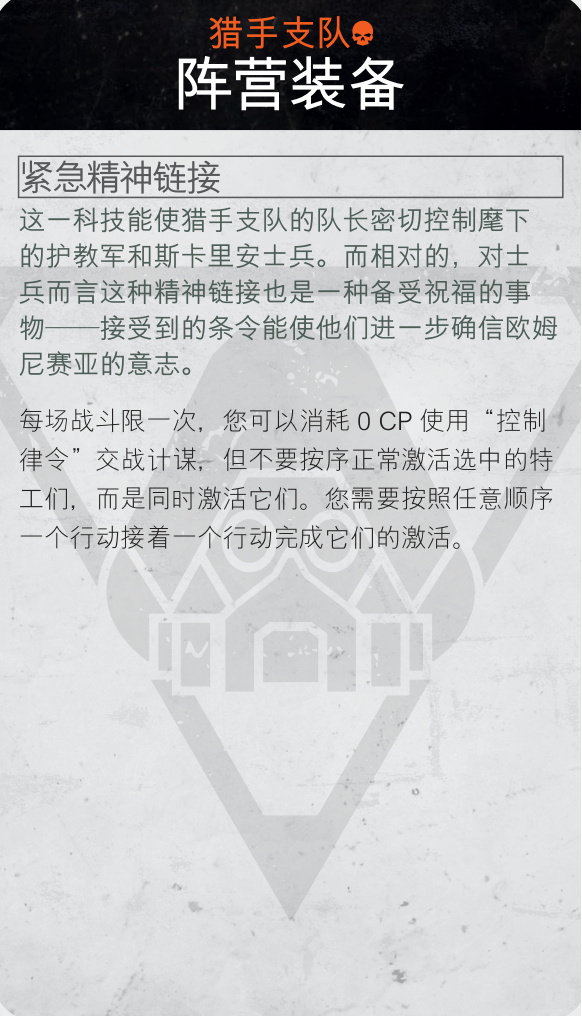 猎手支队
阵营装备
紧急精神链接
这一科技能使猎手支队的队长密切控制麾下
的护教军和斯卡里安士兵。而相对的，对士
兵而言这种精神链接也是一种备受祝福的事
物——接受到的条令能使他们进一步确信欧姆
尼赛亚的意志。
每场战斗限一次，您可以消耗 0 CP 使用“控制
律令”交战计谋，但不要按序正常激活选中的特
工们，而是同时激活它们。您需要按照任意顺序
一个行动接着一个行动完成它们的激活。